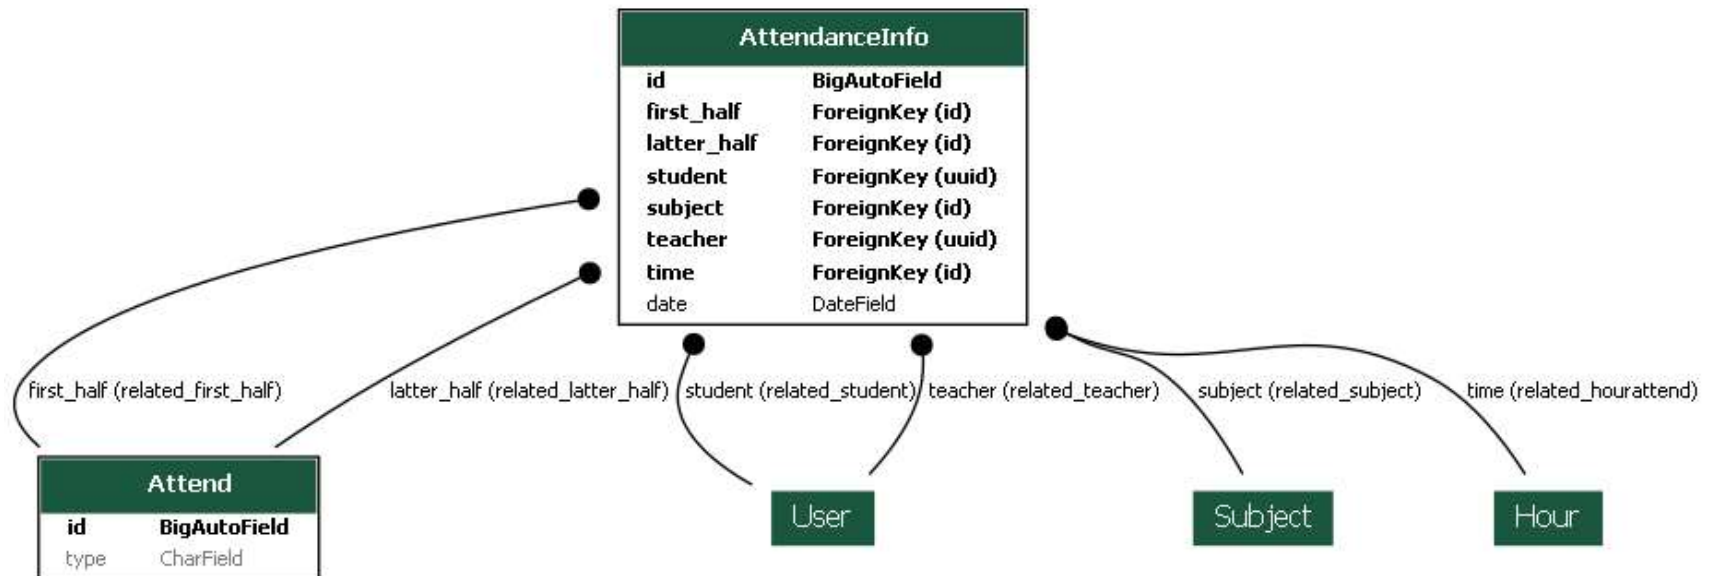 AttendanceInfo
id BigAutoField
first_half ForeignKey (id)
latter_half ForeignKey (id)
student ForeignKey (uuid)
subject ForeignKey (id)
teacher ForeignKey (uuid)
time ForeignKey (id)
date DateField
first_half (related_first_half) latter_half (related_latter_half) student (related_student) teacher (related_teacher) subject (related_subject) time (related_hourattend)
Attend
id BigAutoField
type CharField
User
Subject
Hour